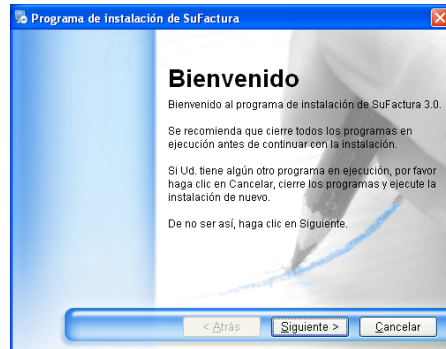 Programa de instalación de SuFactura
Bienvenido
Bienvenido al programa de instalación de SuFactura 3.0.
Se recomienda que cierre todos los programas en
ejecución antes de continuar con la instalación.
Si Ud. tiene algún otro programa en ejecución, por favor
haga clic en Cancelar, cierre los programas y ejecute la
instalación de nuevo.
De no ser así, haga clic en Siguiente.
< Atrás
Siguiente >
Cancelar